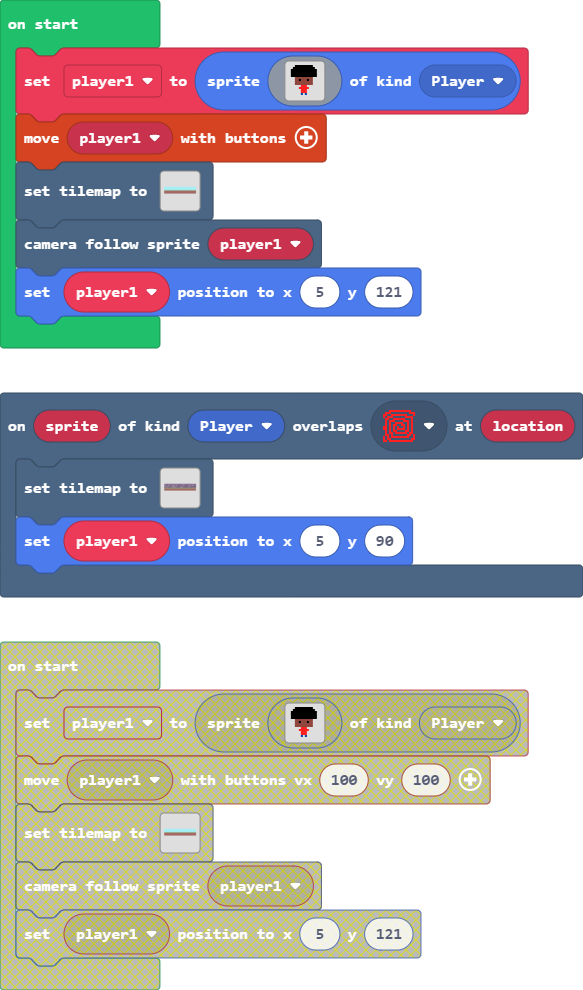 on start
set player1 to sprite of kind Player
move player1 with buttons
set tilemap to
camera follow sprite player1
set player1 position to x 5 y 121
on sprite of kind Player overlaps at location
set tilemap to
set player1 position to x 5 y 90
on start
set player1 to sprite of kind Player
move player1 with buttons vx 100 vy 100
set tilemap to
camera follow sprite player1
set player1 position to x 5 y 121